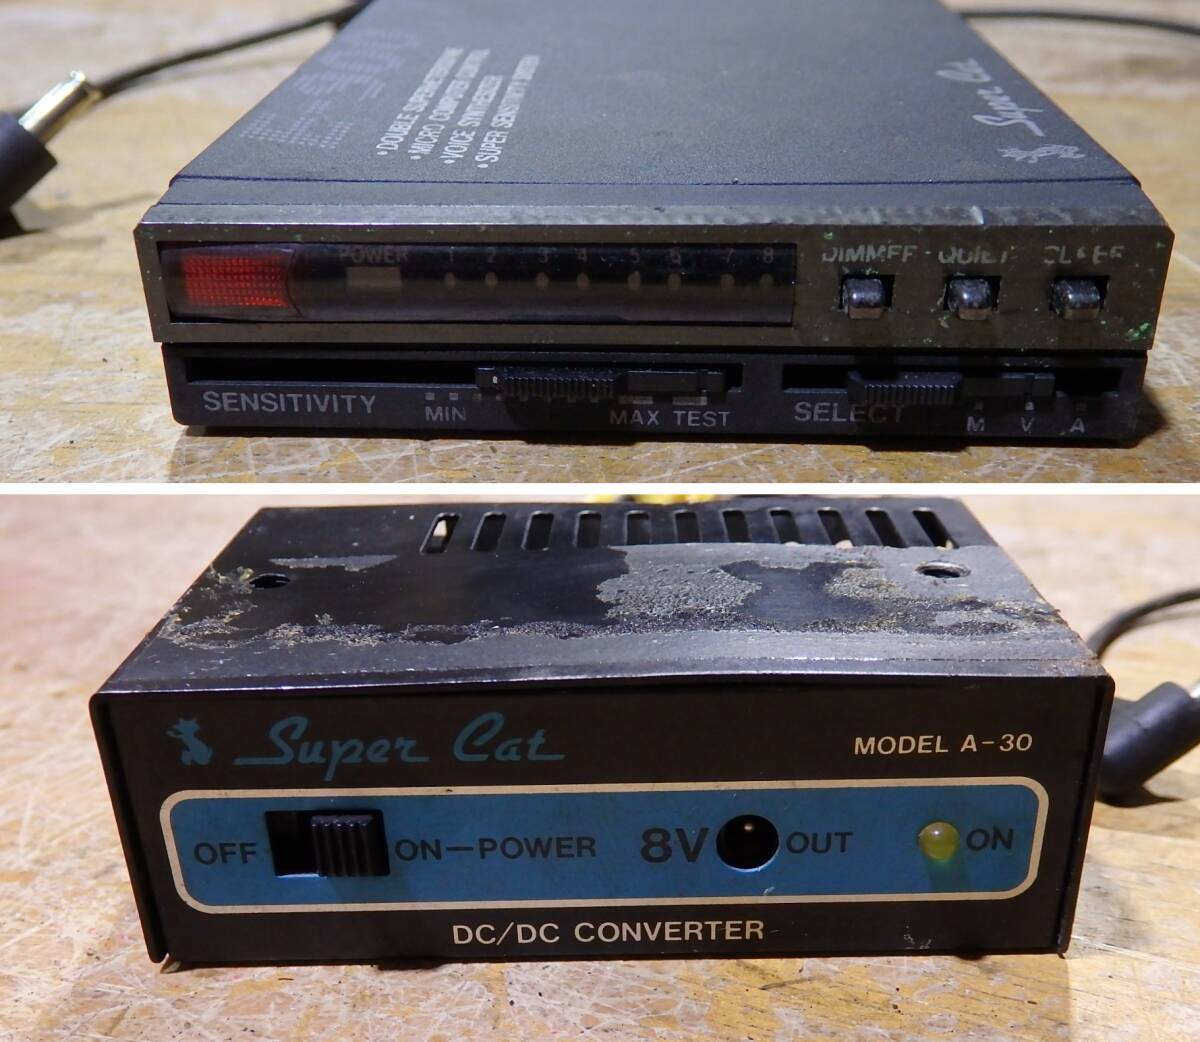 • DOUBLE SUPERHETERODYNE
• MICRO COMPUTER CONTROL
• VOICE SYNTHESIZER
• SUPER SENSITIVITY
Super Cat
POWER 1 2 3 4 5 6 7 8
DIMMER QUIET
SENSITIVITY MIN MAX TEST SELECT M V A
Super Cat
MODEL A-30
OFF ON-POWER 8V OUT ON
DC/DC CONVERTER